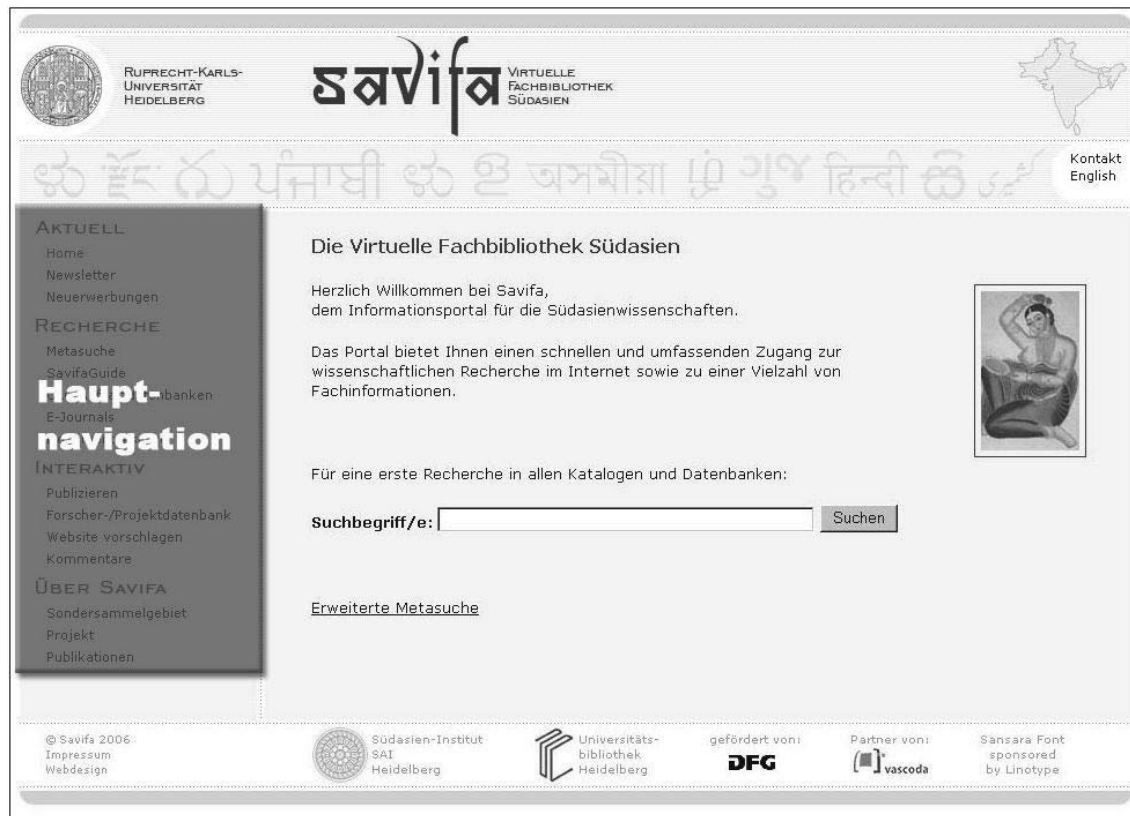 RUPRECHT-KARLS-
UNIVERSITÄT
HEIDELBERG
savifa
VIRTUELLE
FACHBIBLIOTHEK
SÜDASIEN
ਪੰਜਾਬੀ অসমীয়া ગુજ हिन्दी
Kontakt
English
AKTUELL
Home
Newsletter
Neuerwerbungen
RECHERCHE
Metasuche
SavifaGuide
banken
E-Journals
Haupt-
navigation
INTERAKTIV
Publizieren
Forscher-/Projektdatenbank
Website vorschlagen
Kommentare
ÜBER SAVIFA
Sondersammelgebiet
Projekt
Publikationen
Die Virtuelle Fachbibliothek Südasien
Herzlich Willkommen bei Savifa,
dem Informationsportal für die Südasienwissenschaften.
Das Portal bietet Ihnen einen schnellen und umfassenden Zugang zur
wissenschaftlichen Recherche im Internet sowie zu einer Vielzahl von
Fachinformationen.
Für eine erste Recherche in allen Katalogen und Datenbanken:
Suchbegriff/e: Suchen
Erweiterte Metasuche
© Savifa 2006
Impressum
Webdesign
Südasien-Institut
SAI
Heidelberg
Universitäts-
bibliothek
Heidelberg
gefördert von:
DFG
Partner von:
vascoda
Sansara Font
sponsored
by Linotype